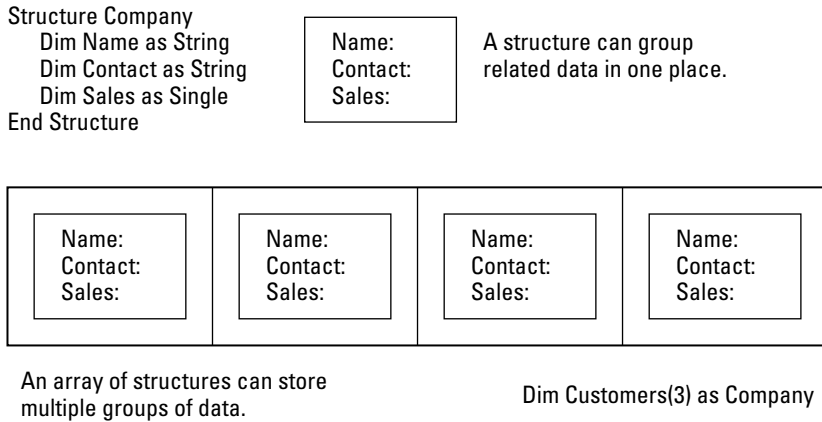 Structure Company
Dim Name as String
Dim Contact as String
Dim Sales as Single
End Structure
Name:
Contact:
Sales:
A structure can group
related data in one place.
Name:
Contact:
Sales:
Name:
Contact:
Sales:
Name:
Contact:
Sales:
Name:
Contact:
Sales:
An array of structures can store
multiple groups of data.
Dim Customers(3) as Company